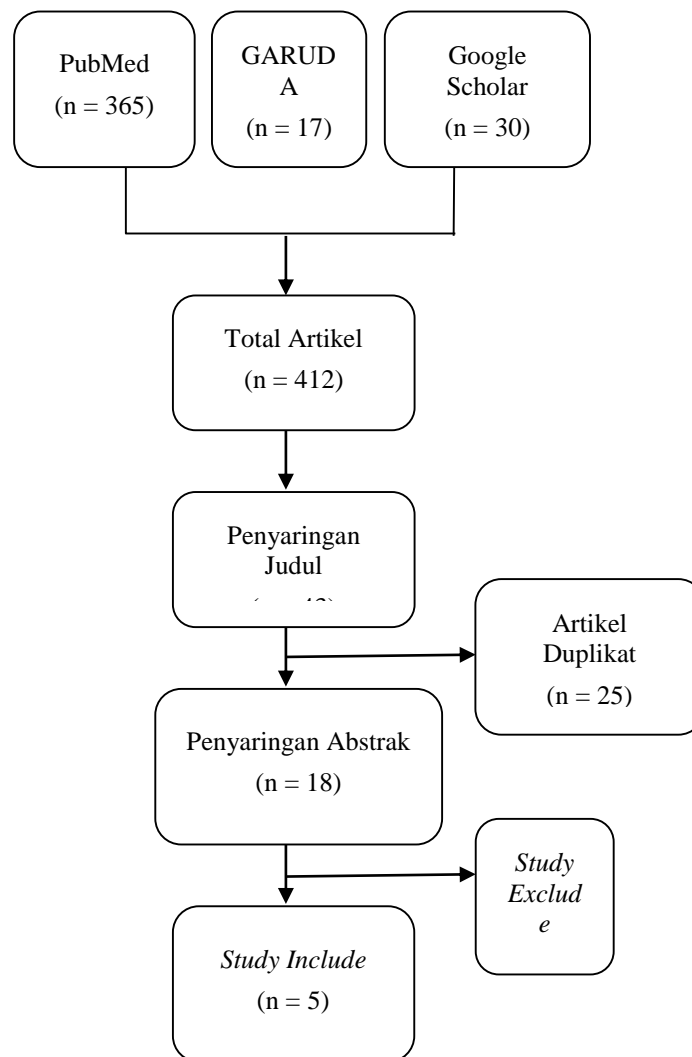 PubMed
(n = 365)
GARUD
A
(n = 17)
Google
Scholar
(n = 30)
Total Artikel
(n = 412)
Penyaringan
Judul
Artikel
Duplikat
(n = 25)
Penyaringan Abstrak
(n = 18)
Study
Exclud
e
Study Include
(n = 5)